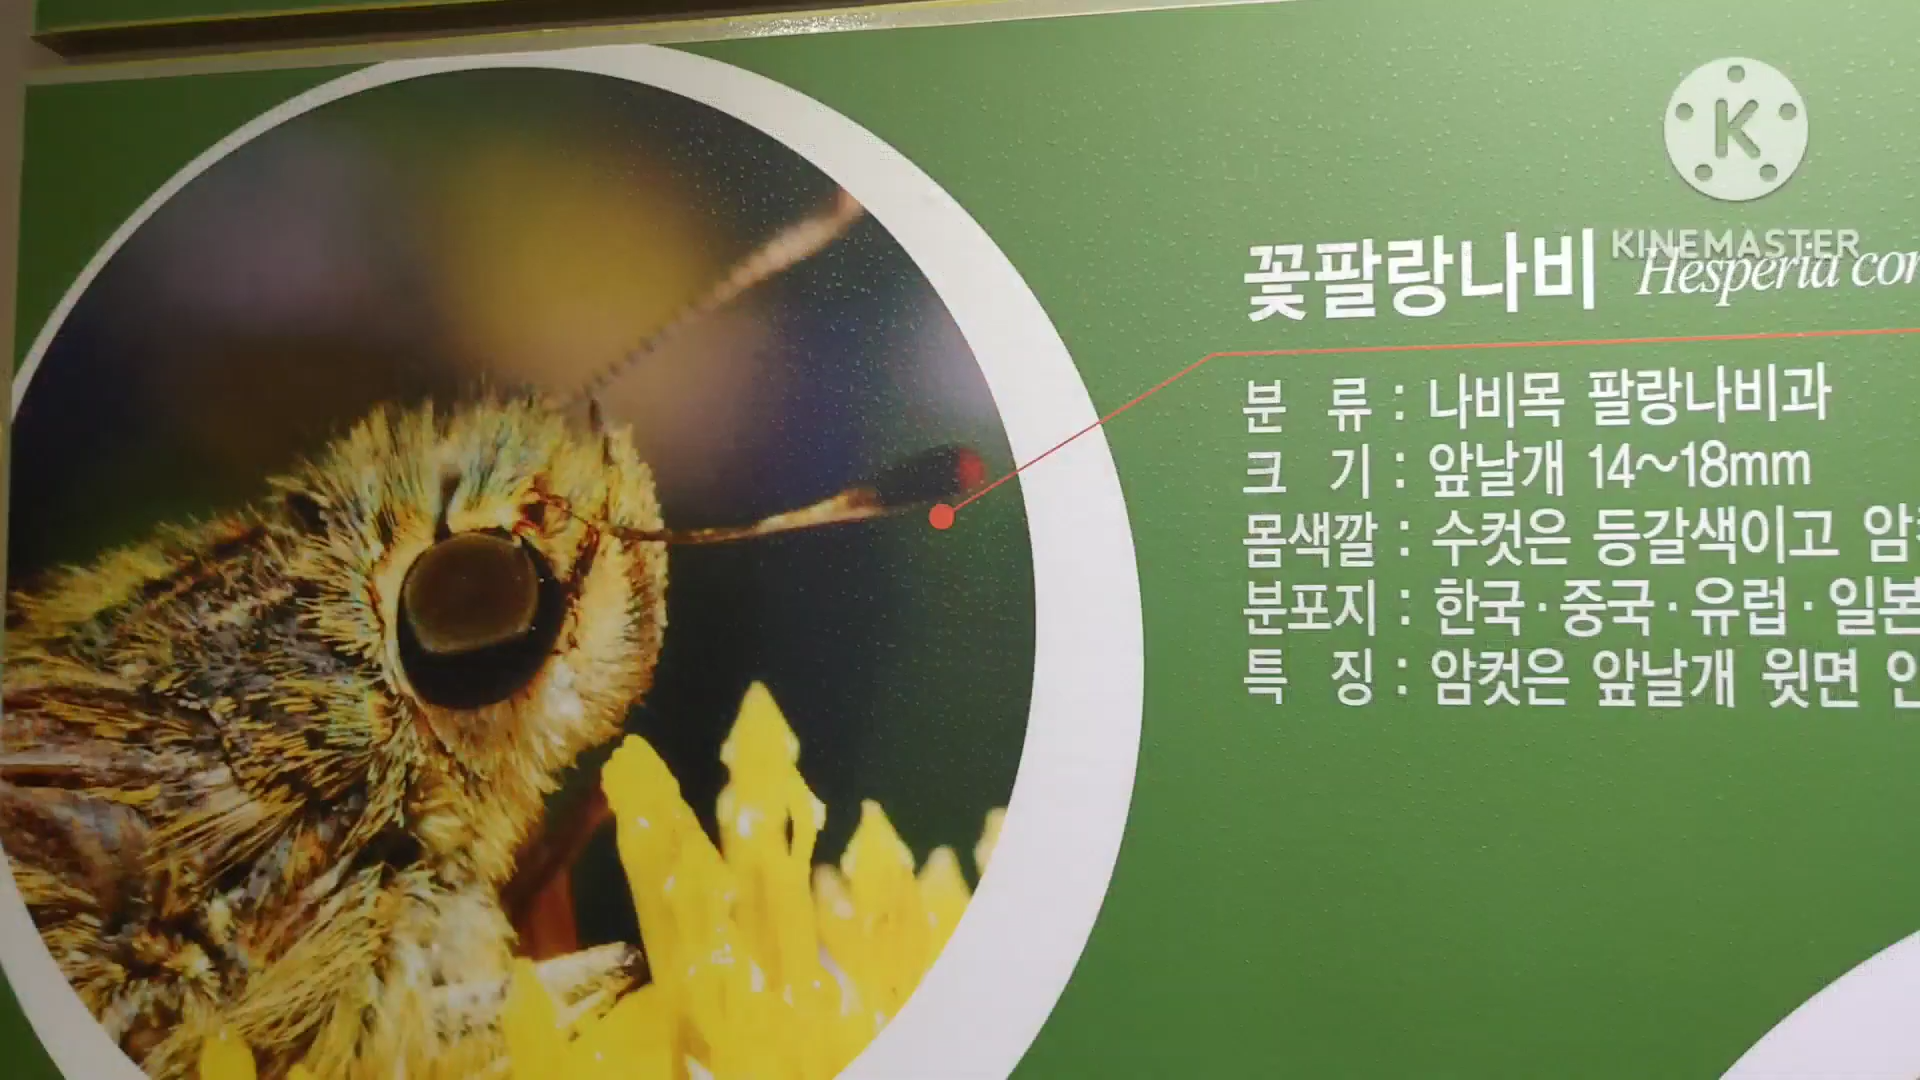 K
KINEMASTER
꽃팔랑나비 Hesperia
분 류 : 나비목 팔랑나비과
크 기 : 앞날개 14~18mm
몸색깔 : 수컷은 등갈색이고
분포지 : 한국·중국·유럽·일본
특 징 : 암컷은 앞날개 윗면